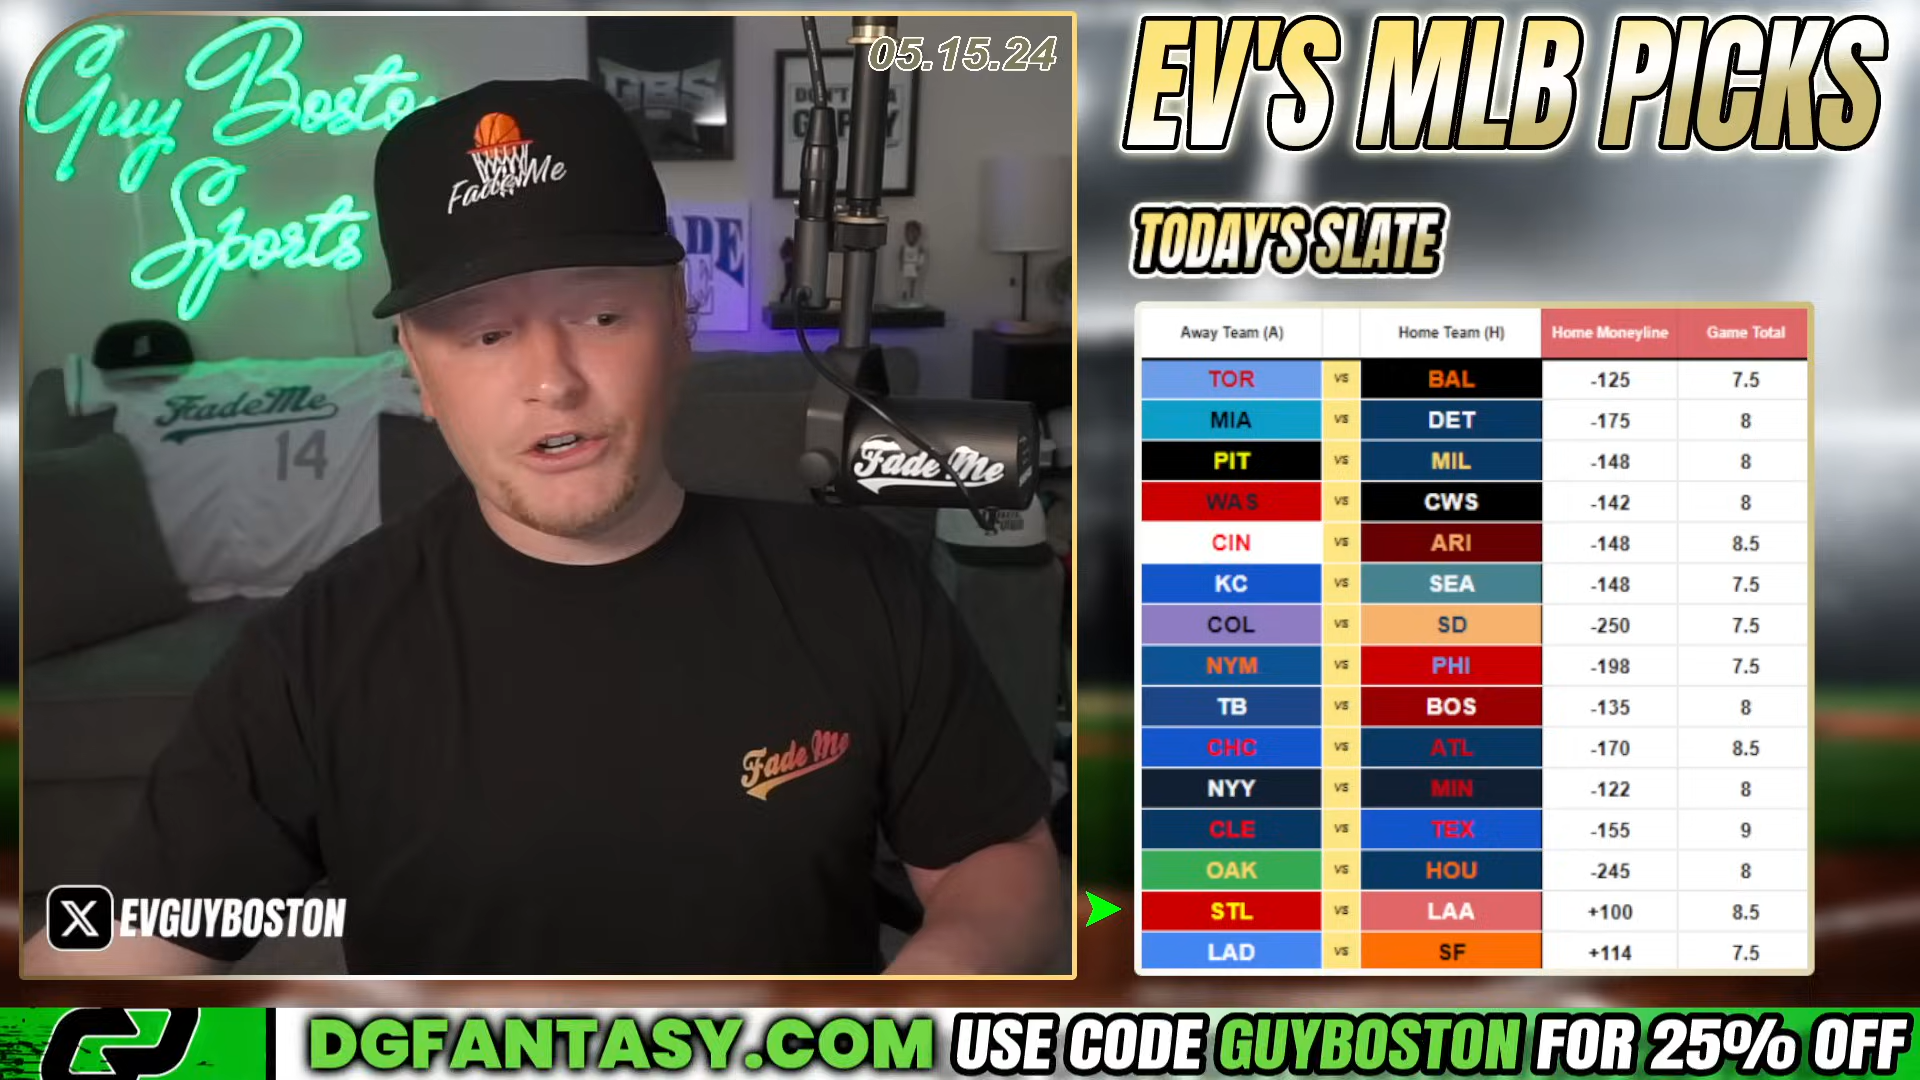 Guy Boston
Sports
05.15.24
GBS
FadeMe
FadeMe
14
Fade Me
Fade Me
EVGUYBOSTON
EV'S MLB PICKS
TODAY'S SLATE
Away Team (A) Home Team (H) Home Moneyline Game Total
TOR vs BAL -125 7.5
MIA vs DET -175 8
PIT vs MIL -148 8
WAS vs CWS -142 8
CIN vs ARI -148 8.5
KC vs SEA -148 7.5
COL vs SD -250 7.5
NYM vs PHI -198 7.5
TB vs BOS -135 8
CHC vs ATL -170 8.5
NYY vs MIN -122 8
CLE vs TEX -155 9
OAK vs HOU -245 8
STL vs LAA +100 8.5
LAD vs SF +114 7.5
DGFANTASY.COM USE CODE GUYBOSTON FOR 25% OFF